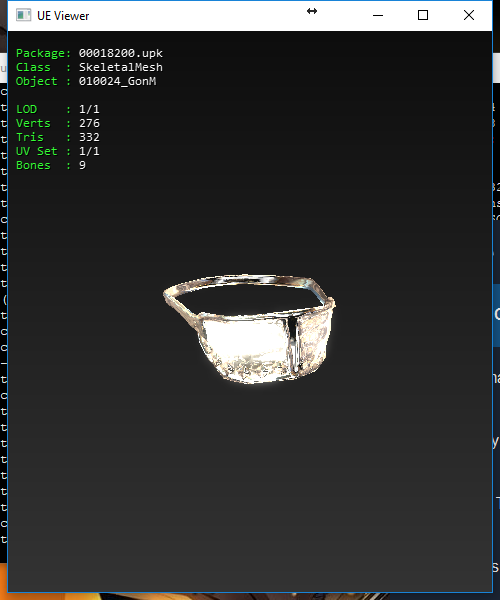 UE Viewer
Package: 00018200.upk
Class : SkeletalMesh
Object : 010024_GonM
LOD : 1/1
Verts : 276
Tris : 332
UV Set : 1/1
Bones : 9